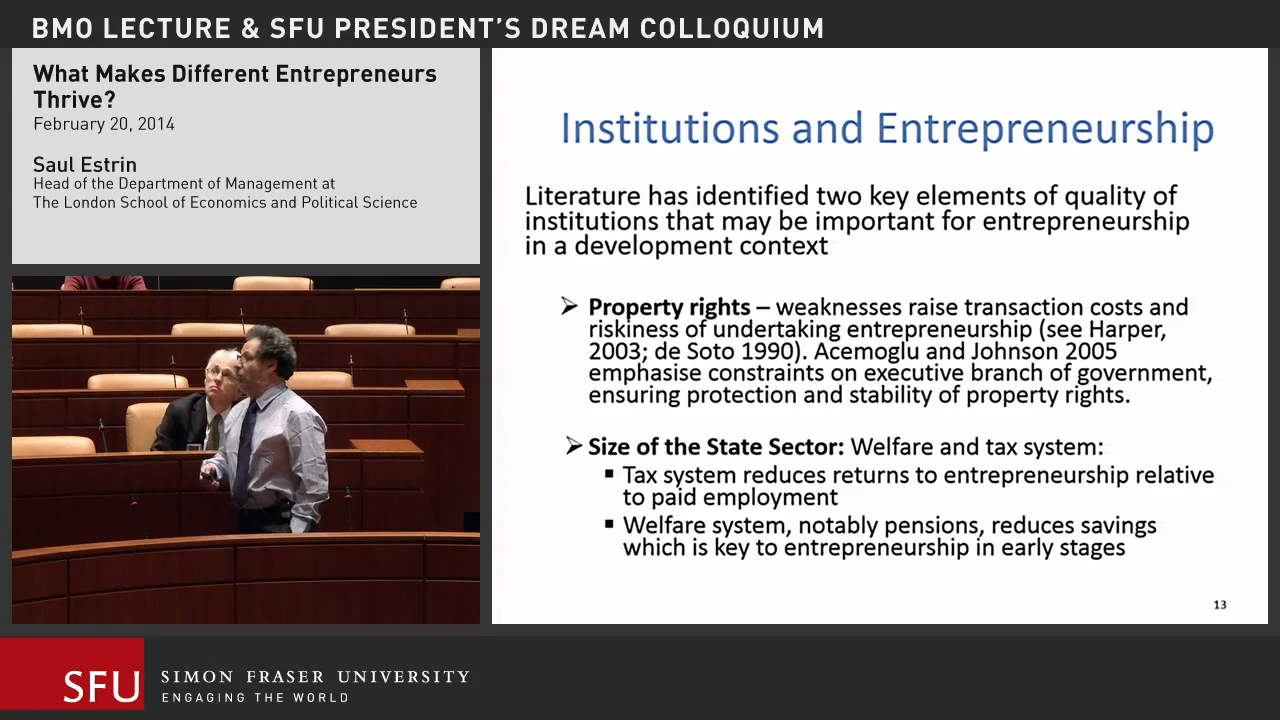 BMO LECTURE & SFU PRESIDENT'S DREAM COLLOQUIUM
What Makes Different Entrepreneurs
Thrive?
February 20, 2014
Saul Estrin
Head of the Department of Management at
The London School of Economics and Political Science
Institutions and Entrepreneurship
Literature has identified two key elements of quality of
institutions that may be important for entrepreneurship
in a development context
➢ Property rights – weaknesses raise transaction costs and
riskiness of undertaking entrepreneurship (see Harper,
2003; de Soto 1990). Acemoglu and Johnson 2005
emphasise constraints on executive branch of government,
ensuring protection and stability of property rights.
➢ Size of the State Sector: Welfare and tax system:
▪ Tax system reduces returns to entrepreneurship relative
to paid employment
▪ Welfare system, notably pensions, reduces savings
which is key to entrepreneurship in early stages
13
SFU
SIMON FRASER UNIVERSITY
ENGAGING THE WORLD